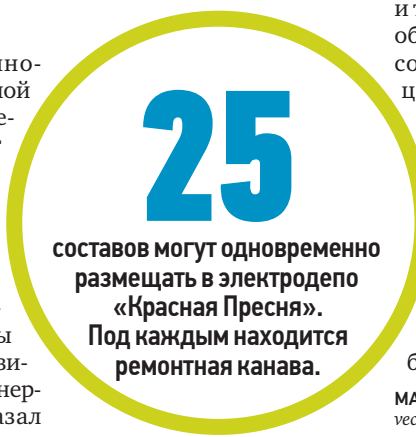 25
составов могут одновременно
размещать в электродепо
«Красная Пресня».
Под каждым находится
ремонтная канава.